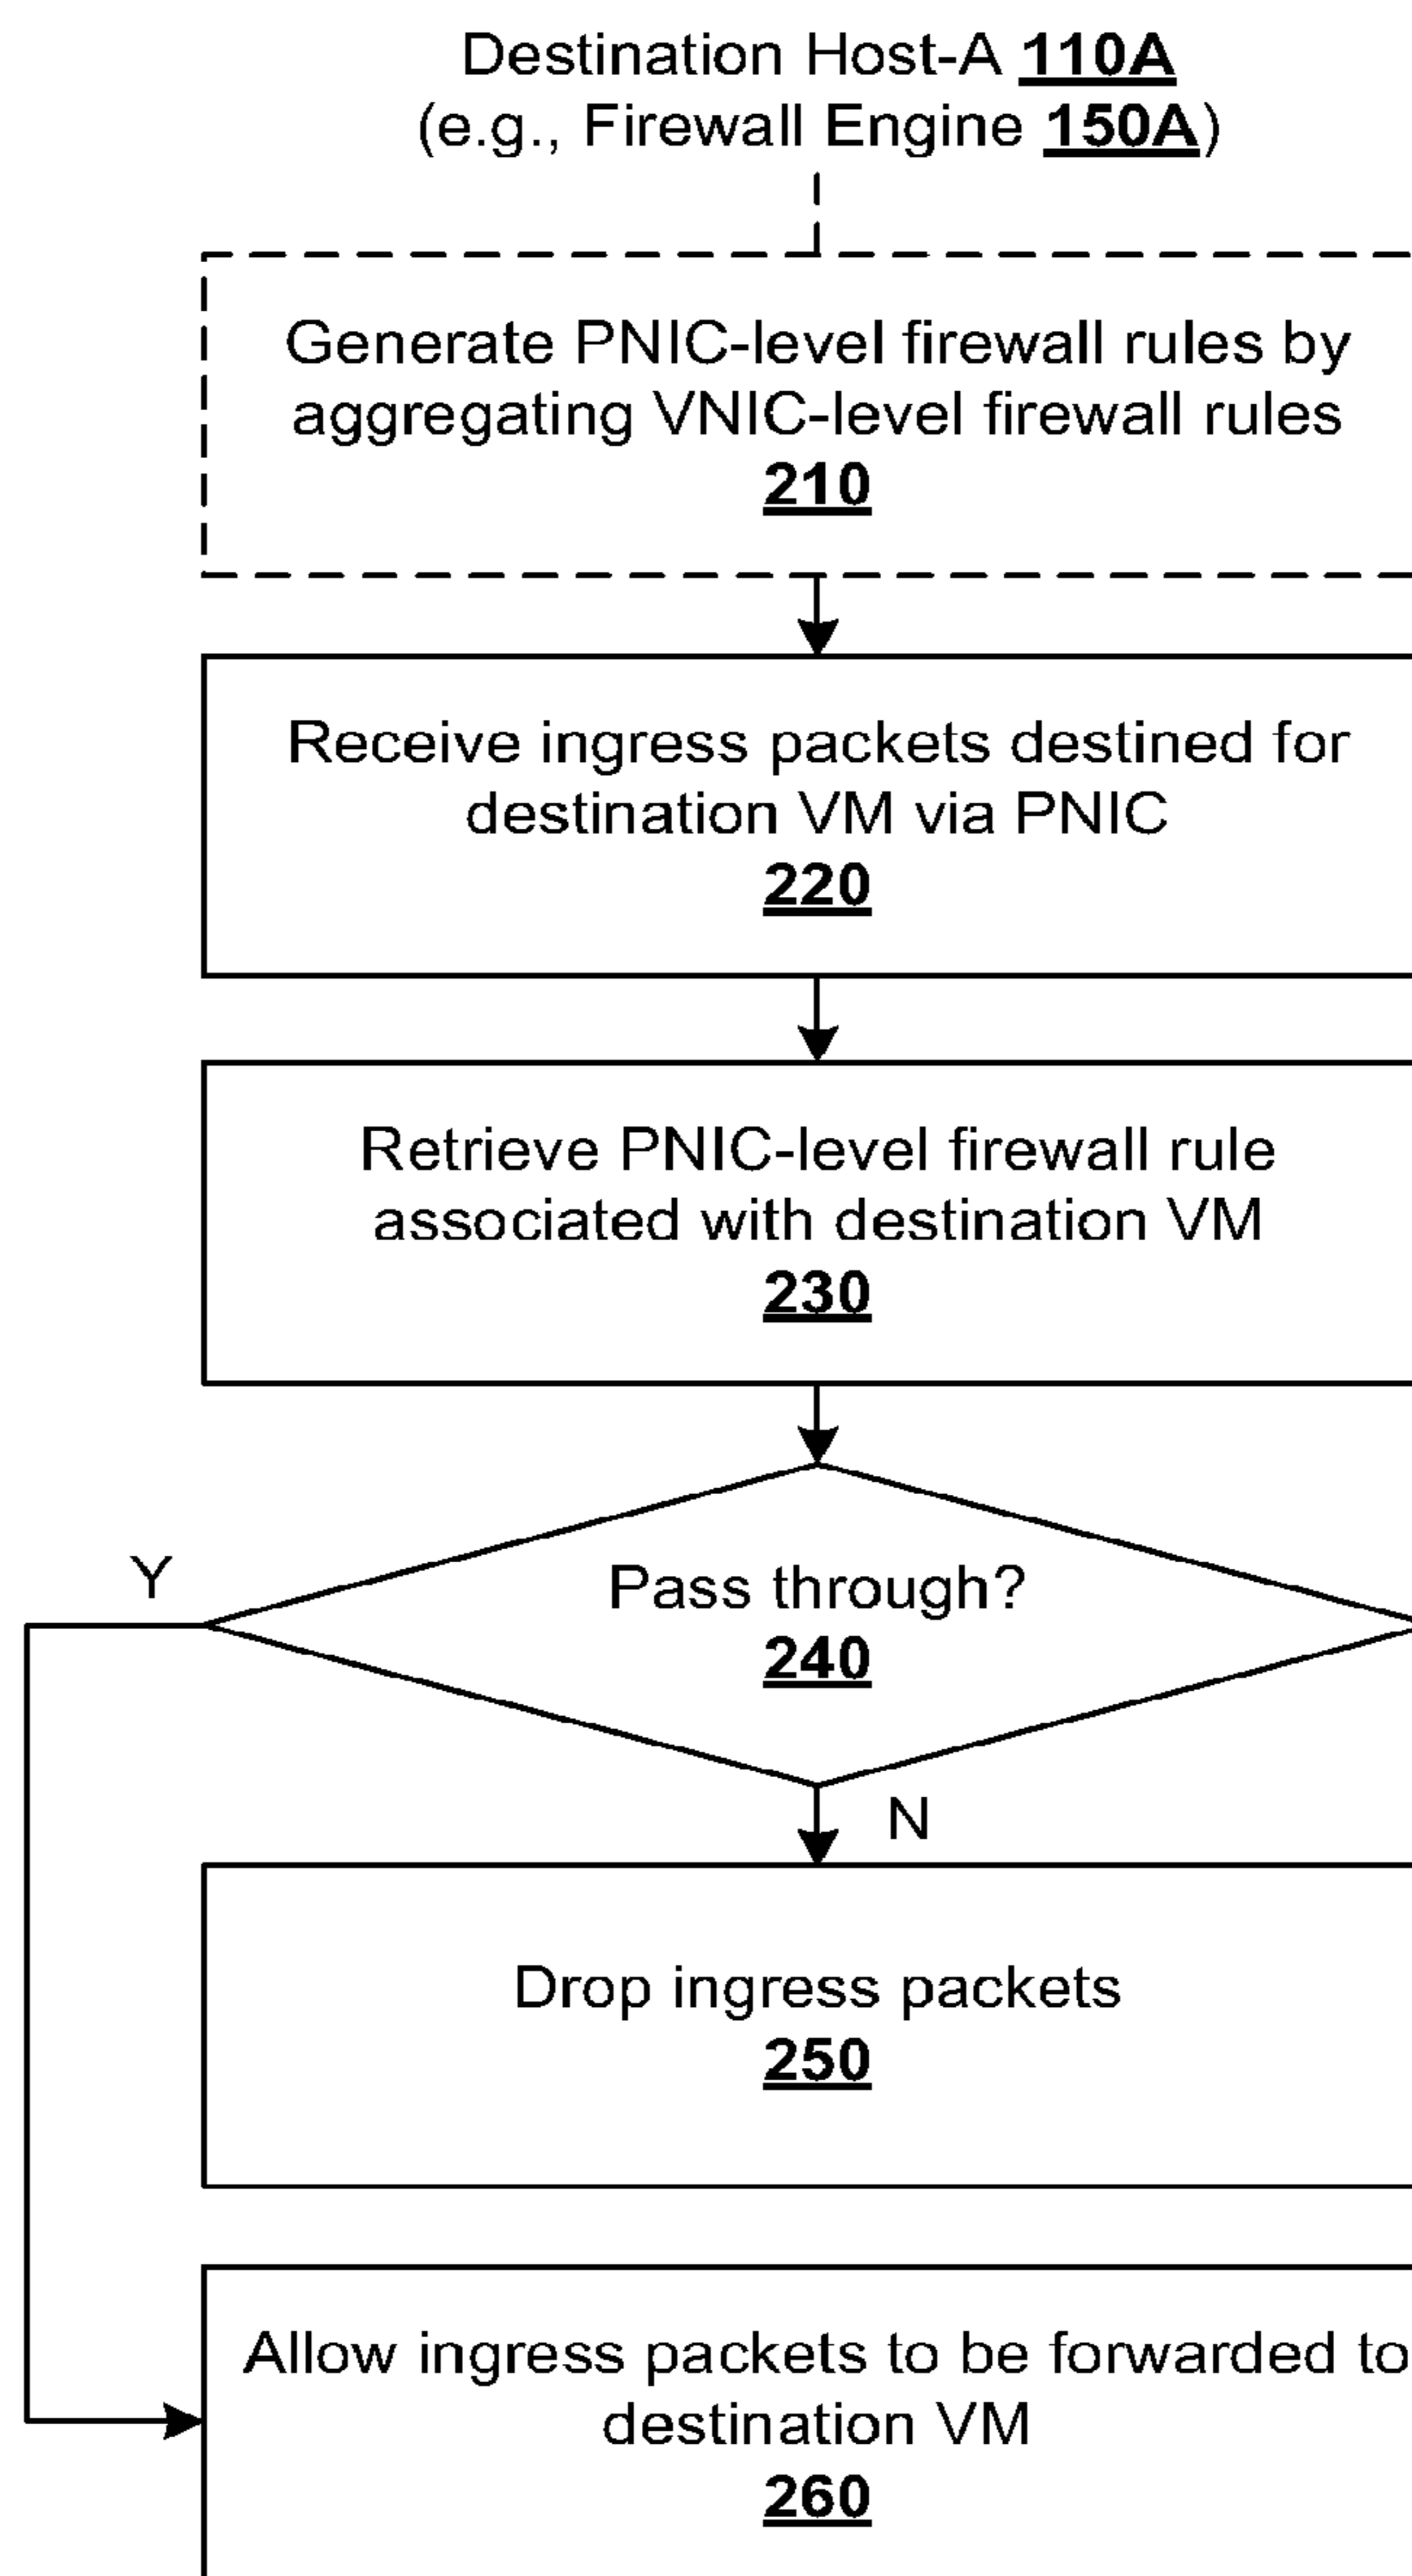 Destination Host-A 110A
(e.g., Firewall Engine 150A)
Generate PNIC-level firewall rules by
aggregating VNIC-level firewall rules
210
Receive ingress packets destined for
destination VM via PNIC
220
Retrieve PNIC-level firewall rule
associated with destination VM
230
Y
Pass through?
240
N
Drop ingress packets
250
Allow ingress packets to be forwarded to
destination VM
260